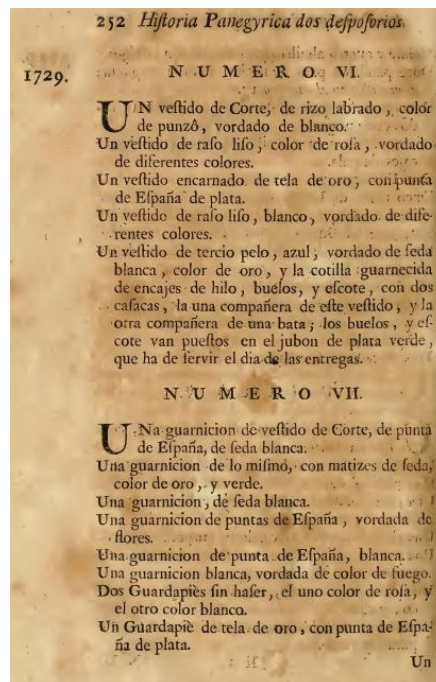 252 Hiſtoria Panegyrica dos deſpoſorios
1729.
NUMERO VI.
UN veſtido de Corte, de rizo labrado, color
de punzô, vordado de blanco.
Un veſtido de raſo liſo, color de roſa, vordado
de diferentes colores.
Un veſtido encarnado de tela de oro, con punta
de Eſpaña de plata.
Un veſtido de raſo liſo, blanco, vordado de dife-
rentes colores.
Un veſtido de tercio pelo, azul, vordado de ſeda
blanca, color de oro, y la cotilla guarnecida
de encajes de hilo, buelos, y eſcote, con dos
caſacas, la una compañera de eſte veſtido, y la
otra compañera de una bata; los buelos, y eſ-
cote van pueſtos en el jubon de plata verde,
que ha de ſervir el dia de las entregas.
NUMERO VII.
UNa guarnicion de veſtido de Corte, de punta
de Eſpaña, de ſeda blanca.
Una guarnicion de lo miſmo, con matizes de ſeda,
color de oro, y verde.
Una guarnicion, de ſeda blanca.
Una guarnicion de puntas de Eſpaña, vordada de
flores.
Una guarnicion de punta de Eſpaña, blanca.
Una guarnicion blanca, vordada de color de fuego.
Dos Guardapies ſin haſer, el uno color de roſa, y
el otro color blanco.
Un Guardapiè de tela de oro, con punta de Eſpa-
ña de plata.
Un